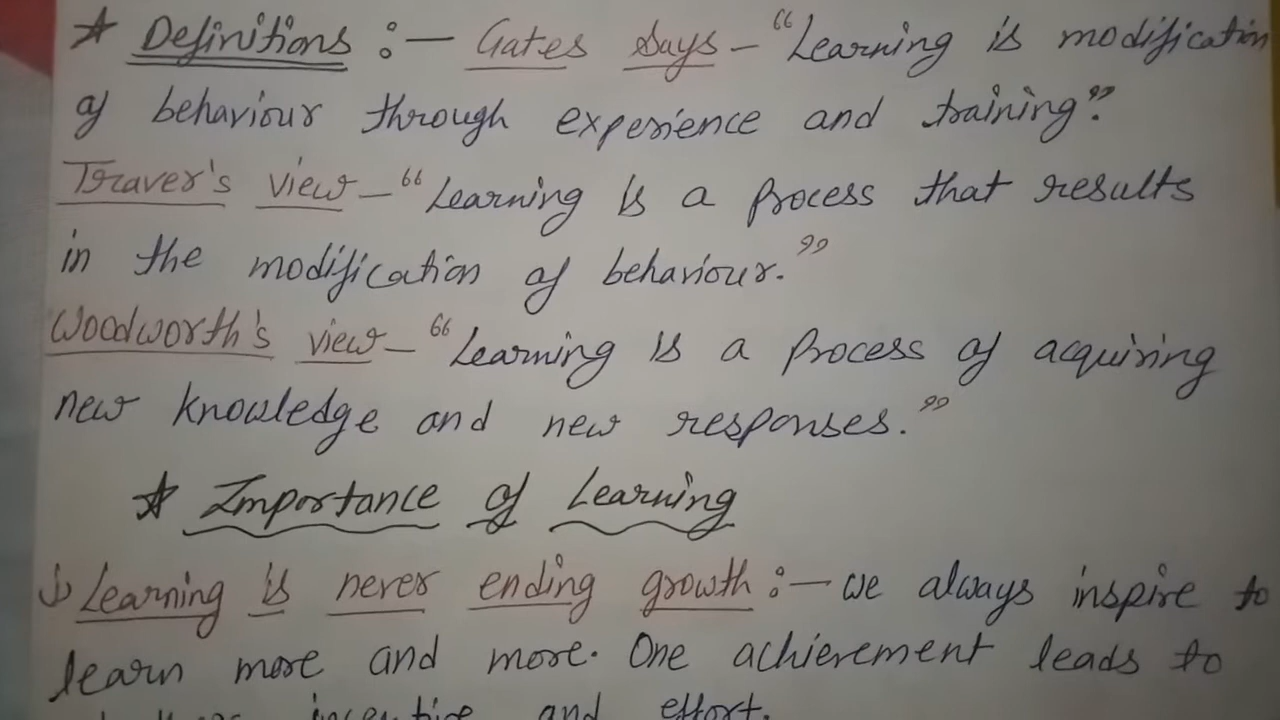 ★ Definitions :— Gates Says – “Learning is modification
of behaviour through experience and training”.
Traver's view – “Learning is a process that results
in the modification of behaviour.”
Woodworth's view – “Learning is a process of acquiring
new knowledge and new responses.”
★ Importance of Learning
Learning is never ending growth :— we always inspire to
learn more and more. One achievement leads to
incentive and effort.